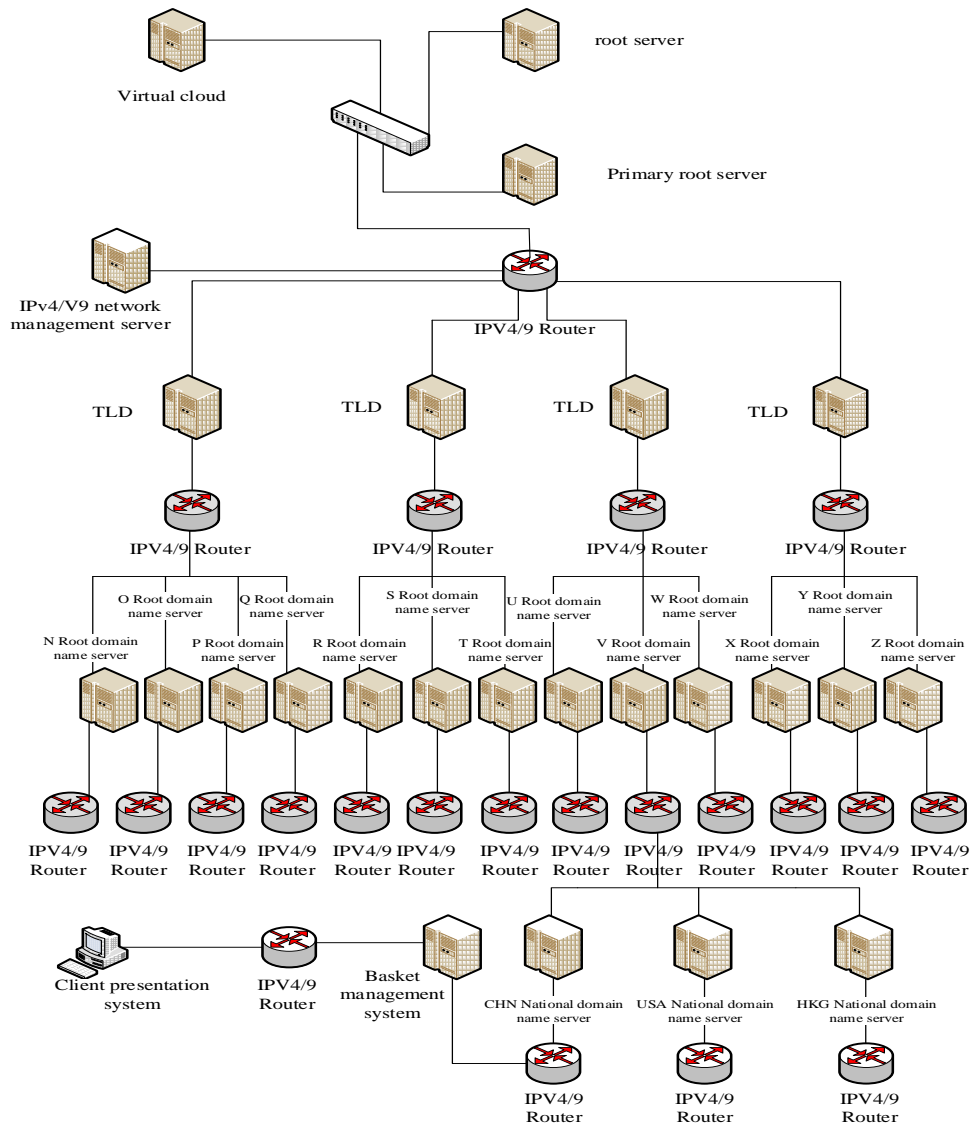 root server
Virtual cloud
Primary root server
IPv4/V9 network
management server
IPV4/9 Router
TLD
TLD
TLD
TLD
IPV4/9 Router
IPV4/9 Router
IPV4/9 Router
IPV4/9 Router
N Root domain
name server
O Root domain
name server
P Root domain
name server
Q Root domain
name server
R Root domain
name server
S Root domain
name server
T Root domain
name server
U Root domain
name server
V Root domain
name server
W Root domain
name server
X Root domain
name server
Y Root domain
name server
Z Root domain
name server
IPV4/9
Router
IPV4/9
Router
IPV4/9
Router
IPV4/9
Router
IPV4/9
Router
IPV4/9
Router
IPV4/9
Router
IPV4/9
Router
IPV4/9
Router
IPV4/9
Router
IPV4/9
Router
IPV4/9
Router
IPV4/9
Router
Client presentation
system
IPV4/9
Router
Basket
management
system
CHN National domain
name server
USA National domain
name server
HKG National domain
name server
IPV4/9
Router
IPV4/9
Router
IPV4/9
Router